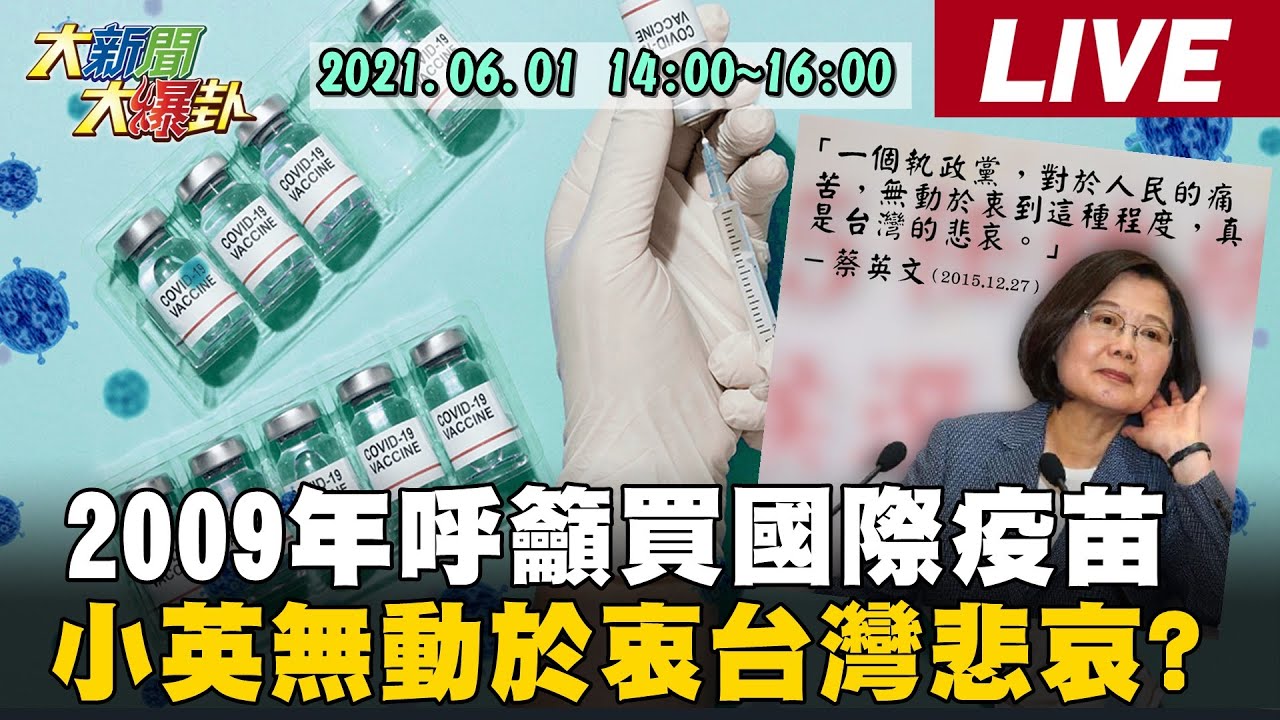 大新聞
大爆卦
2021.06.01 14:00~16:00
LIVE
「一個執政黨，對於人民的痛
苦，無動於衷到這種程度，真
是台灣的悲哀。」
－蔡英文(2015.12.27)
COVID-19
VACCINE
COVID-19
VACCINE
COVID-19
VACCINE
COVID-19
VACCINE
COVID-19
VACCINE
COVID-19
VACCINE
COVID-19
VACCINE
2009年呼籲買國際疫苗
小英無動於衷台灣悲哀?